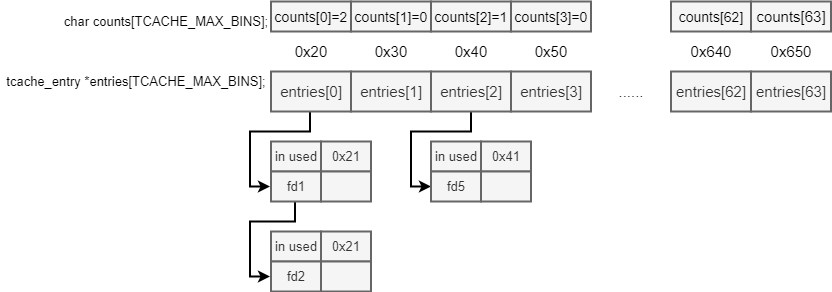 char counts[TCACHE_MAX_BINS]; counts[0]=2 counts[1]=0 counts[2]=1 counts[3]=0 counts[62] counts[63]
0x20 0x30 0x40 0x50 0x640 0x650
tcache_entry *entries[TCACHE_MAX_BINS]; entries[0] entries[1] entries[2] entries[3] ...... entries[62] entries[63]
in used 0x21 in used 0x41
fd1 fd5
in used 0x21
fd2